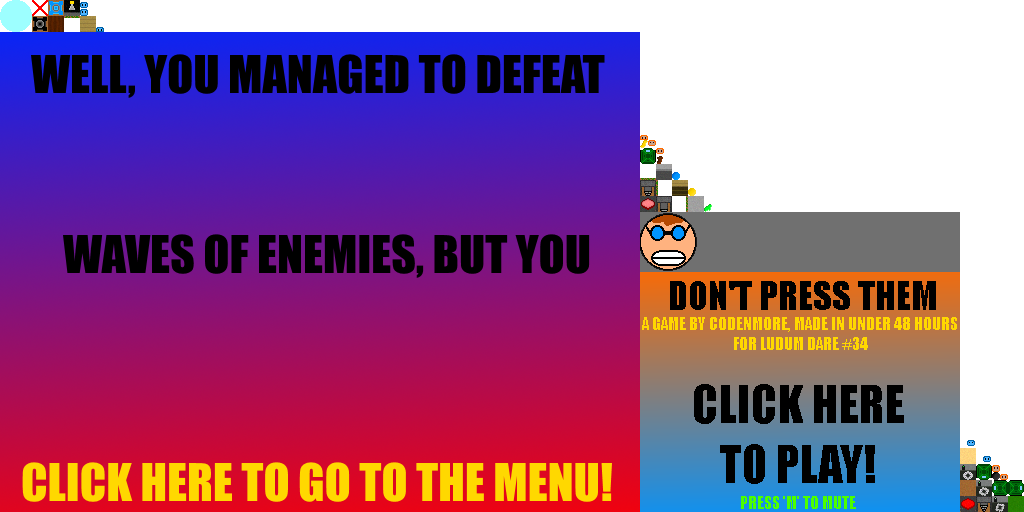 WELL, YOU MANAGED TO DEFEAT
WAVES OF ENEMIES, BUT YOU
CLICK HERE TO GO TO THE MENU!
DON'T PRESS THEM
A GAME BY CODENMORE, MADE IN UNDER 48 HOURS
FOR LUDUM DARE #34
CLICK HERE
TO PLAY!
PRESS 'M' TO MUTE